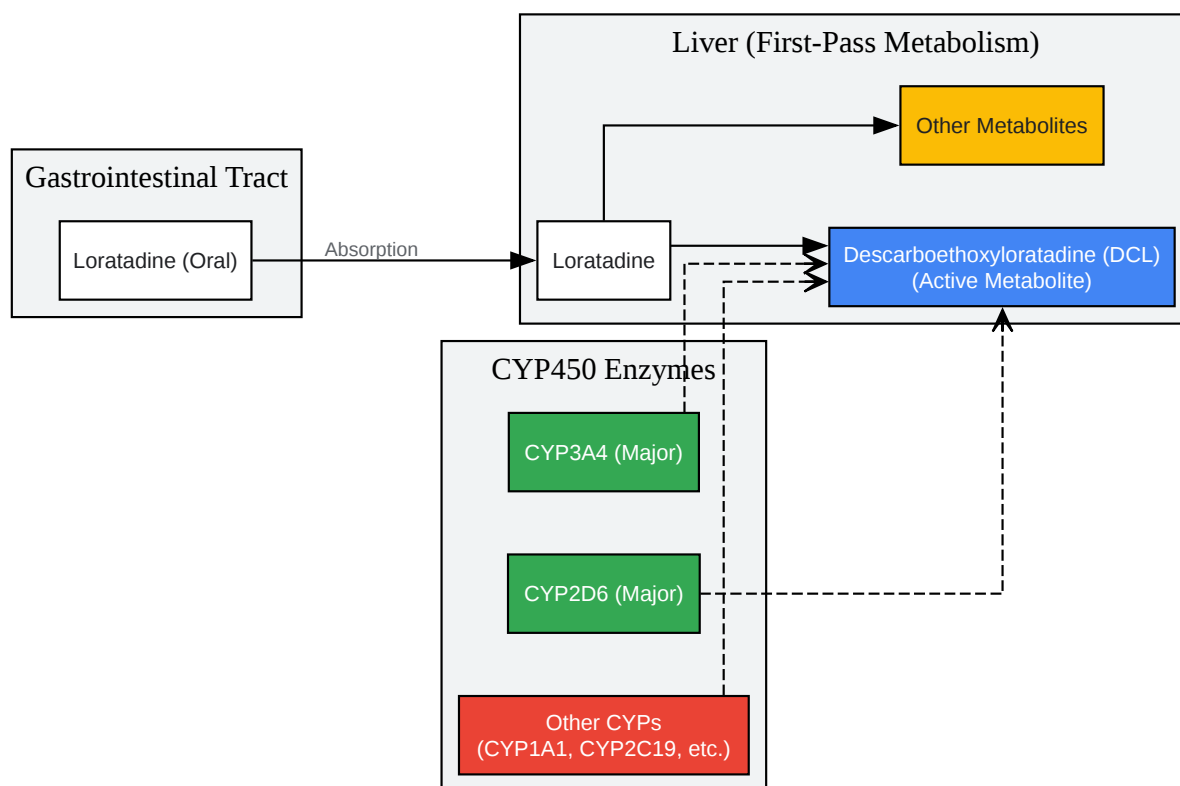 Liver (First-Pass Metabolism)
Other Metabolites
Gastrointestinal Tract
Loratadine (Oral)
Absorption
Loratadine
Descarboethoxyloratadine (DCL)
(Active Metabolite)
CYP450 Enzymes
CYP3A4 (Major)
CYP2D6 (Major)
Other CYPs
(CYP1A1, CYP2C19, etc.)